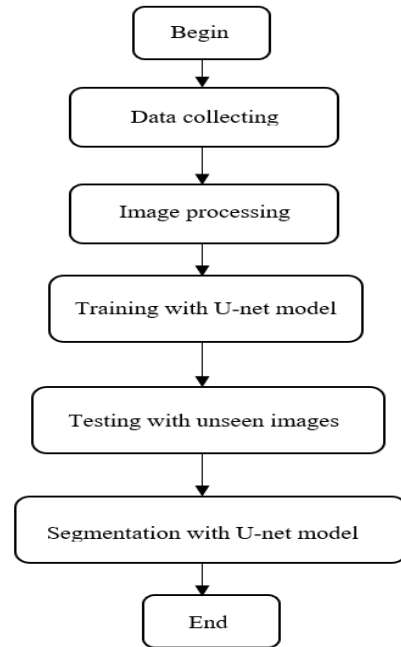 Begin
Data collecting
Image processing
Training with U-net model
Testing with unseen images
Segmentation with U-net model
End